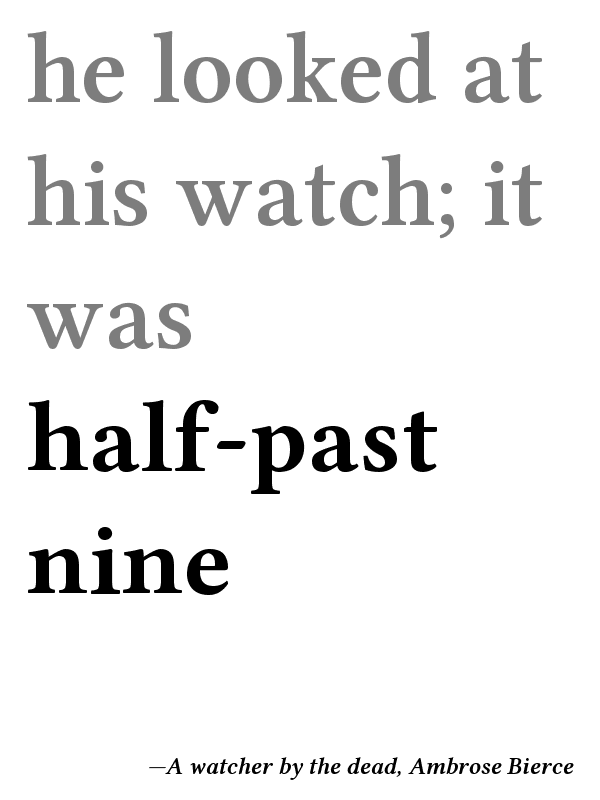 he looked at
his watch; it
was
half-past
nine
—A watcher by the dead, Ambrose Bierce